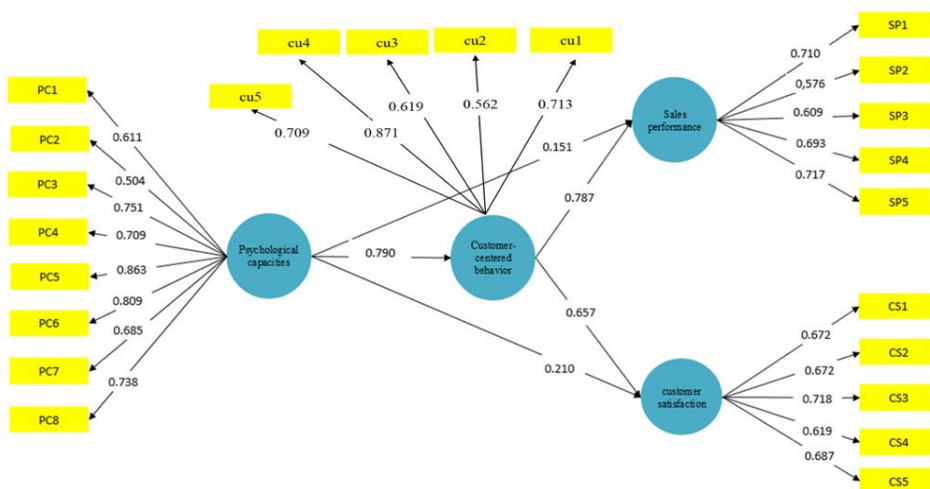 cu4
cu3
cu2
cu1
cu5
0.709
0.871
0.619
0.562
0.713
PC1
PC2
PC3
PC4
PC5
PC6
PC7
PC8
0.611
0.504
0.751
0.709
0.863
0.809
0.685
0.738
Psychological
capacities
0.790
0.151
0.210
Customer-
centered
behavior
0.787
0.657
Sales
performance
0.710
0,576
0.609
0.693
0.717
SP1
SP2
SP3
SP4
SP5
customer
satisfaction
0.672
0.672
0.718
0.619
0.687
CS1
CS2
CS3
CS4
CS5